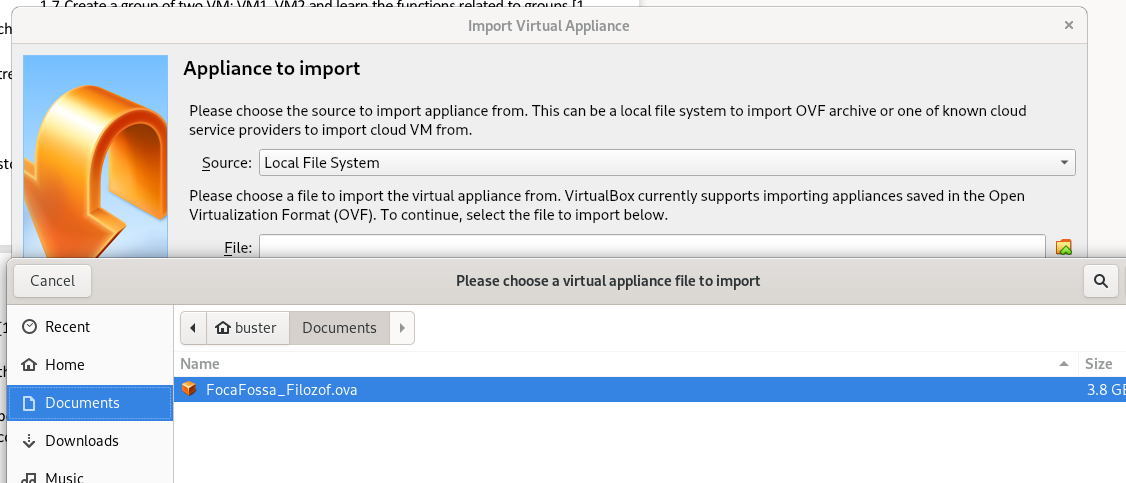 1.7 Create a group of two VM: VM1, VM2 and learn the functions related to groups [1
Import Virtual Appliance
Appliance to import
Please choose the source to import appliance from. This can be a local file system to import OVF archive or one of known cloud
service providers to import cloud VM from.
Source: Local File System
Please choose a file to import the virtual appliance from. VirtualBox currently supports importing appliances saved in the Open
Virtualization Format (OVF). To continue, select the file to import below.
File:
Cancel
Please choose a virtual appliance file to import
Recent
Home
Documents
Downloads
Music
buster
Documents
Name
Size
FocaFossa_Filozof.ova
3.8